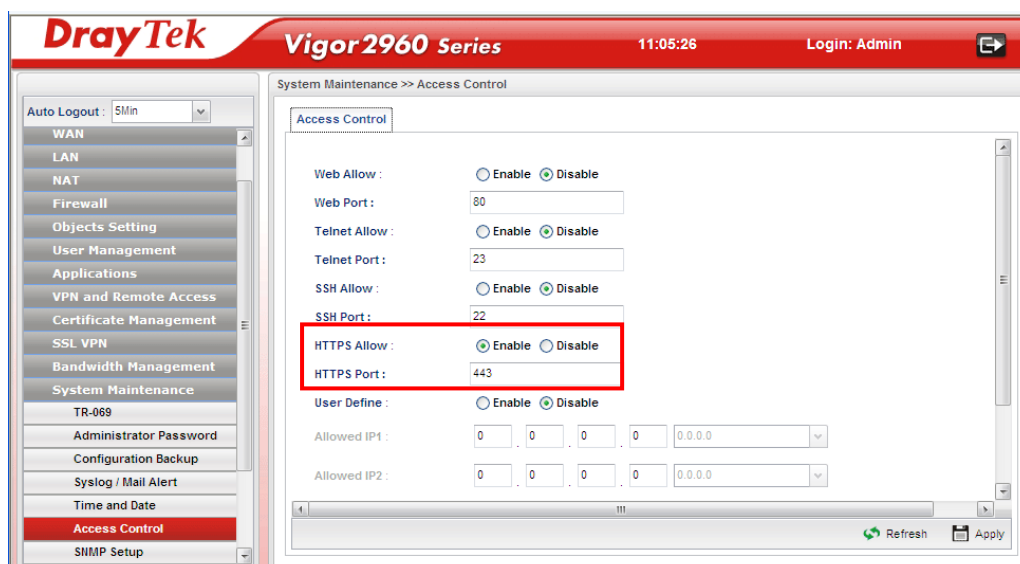 DrayTek
Vigor2960 Series
11:05:26
Login: Admin
System Maintenance >> Access Control
Auto Logout : 5Min
WAN
LAN
NAT
Firewall
Objects Setting
User Management
Applications
VPN and Remote Access
Certificate Management
SSL VPN
Bandwidth Management
System Maintenance
TR-069
Administrator Password
Configuration Backup
Syslog / Mail Alert
Time and Date
Access Control
SNMP Setup
Access Control
Web Allow : Enable Disable
Web Port : 80
Telnet Allow : Enable Disable
Telnet Port : 23
SSH Allow : Enable Disable
SSH Port : 22
HTTPS Allow : Enable Disable
HTTPS Port : 443
User Define : Enable Disable
Allowed IP1 : 0 . 0 . 0 . 0 0.0.0.0
Allowed IP2 : 0 . 0 . 0 . 0 0.0.0.0
Refresh Apply